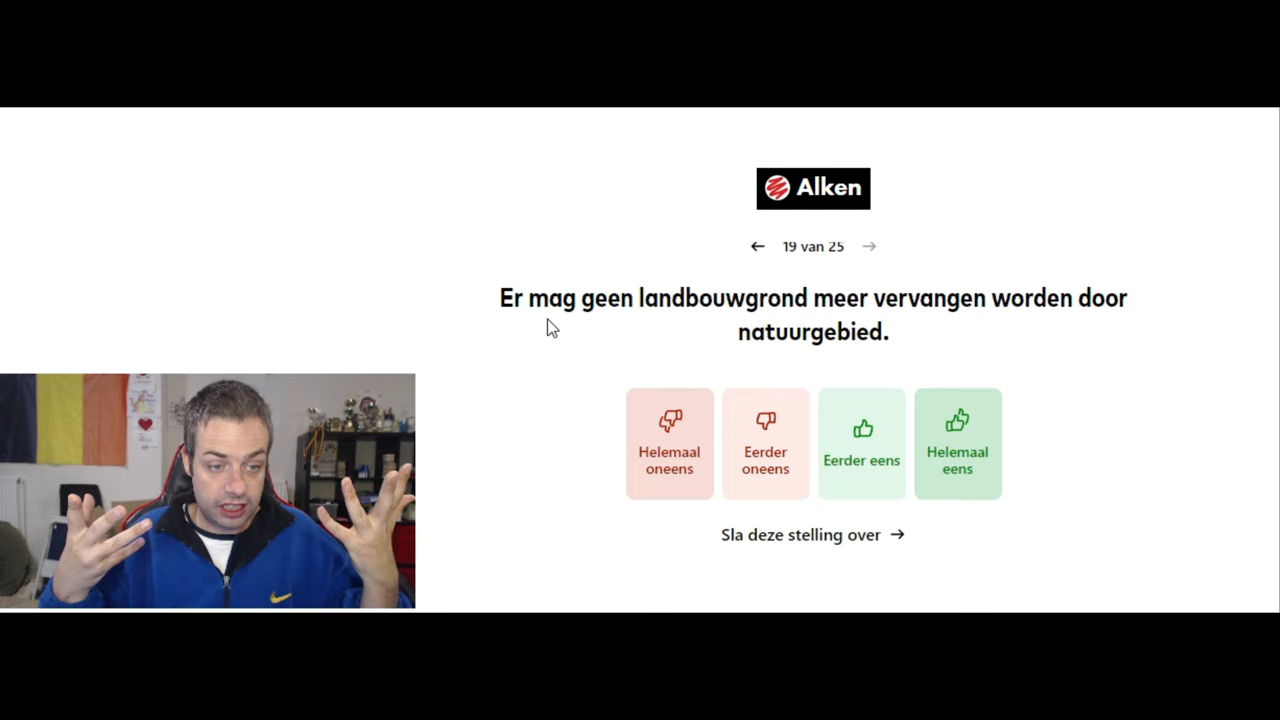 Alken
19 van 25
Er mag geen landbouwgrond meer vervangen worden door
natuurgebied.
Helemaal
oneens
Eerder
oneens
Eerder eens
Helemaal
eens
Sla deze stelling over